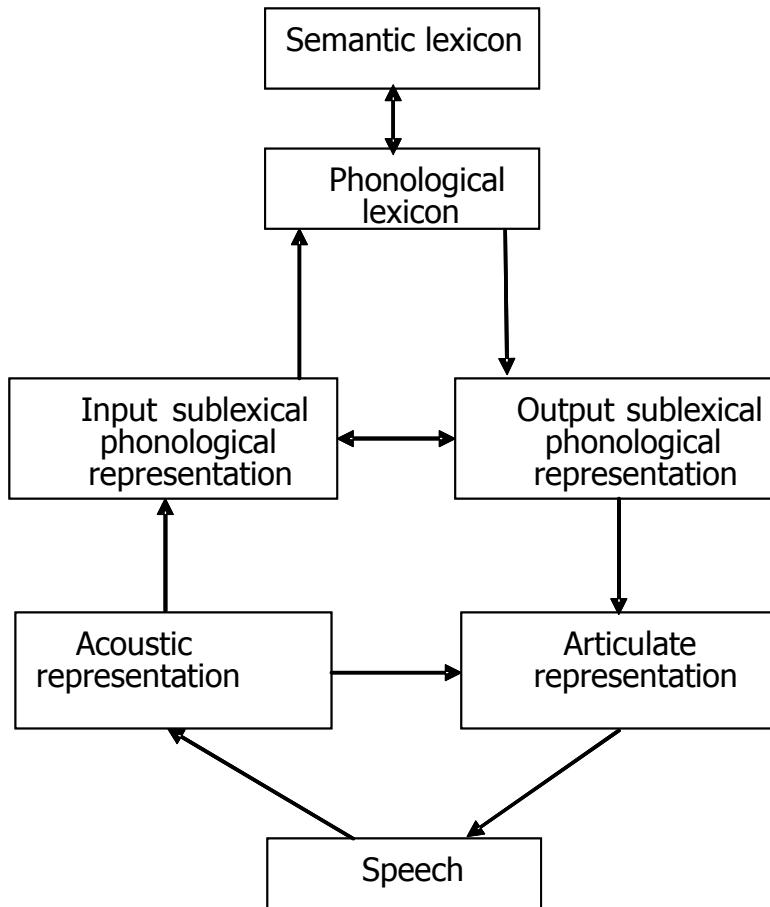 Semantic lexicon
Phonological
lexicon
Input sublexical
phonological
representation
Output sublexical
phonological
representation
Acoustic
representation
Articulate
representation
Speech